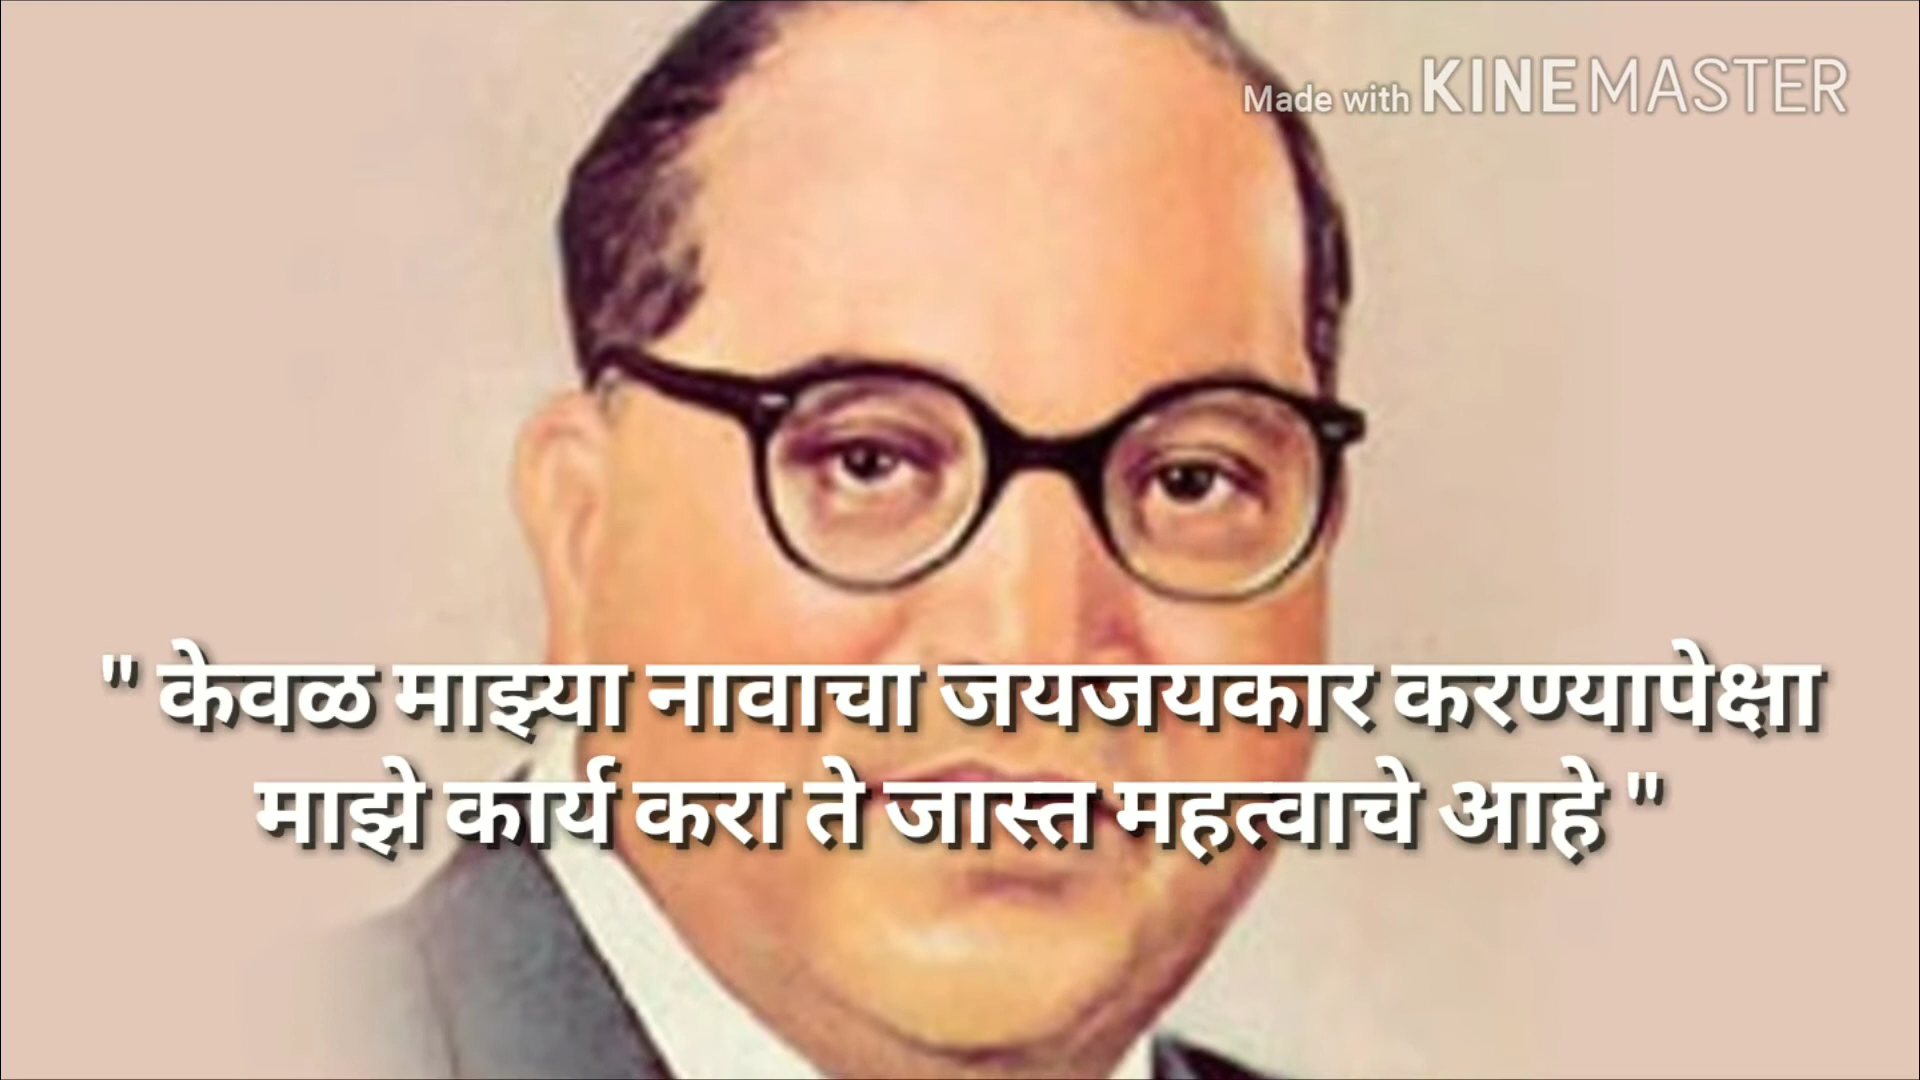 Made with KINEMASTER
" केवळ माझ्या नावाचा जयजयकार करण्यापेक्षा
माझे कार्य करा ते जास्त महत्वाचे आहे "